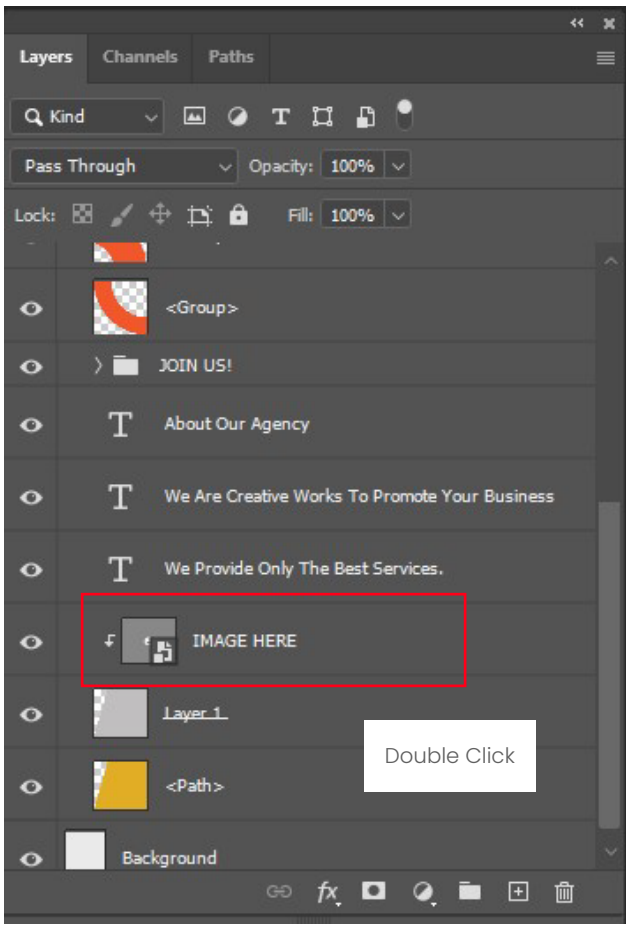 Layers Channels Paths
Kind
Pass Through Opacity: 100%
Lock: Fill: 100%
<Group>
JOIN US!
T About Our Agency
T We Are Creative Works To Promote Your Business
T We Provide Only The Best Services.
IMAGE HERE
Layer 1
Double Click
<Path>
Background
fx